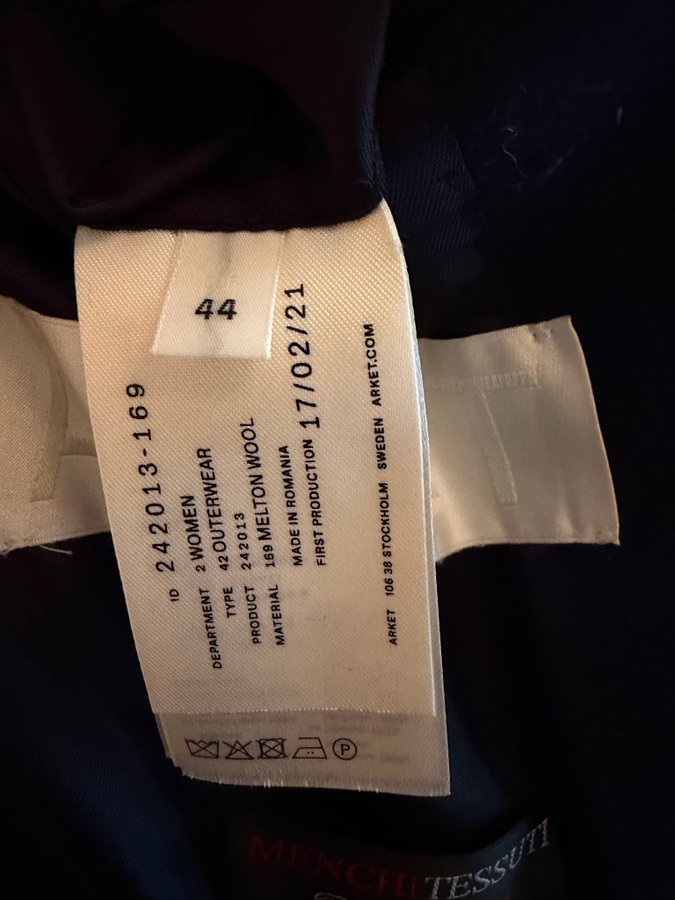 44
ID 242013-169
DEPARTMENT 2 WOMEN
TYPE 42 OUTERWEAR
PRODUCT 242013
MATERIAL 169 MELTON WOOL
MADE IN ROMANIA
FIRST PRODUCTION 17/02/21
ARKET 106 38 STOCKHOLM SWEDEN ARKET.COM
P
MENCHI TESSUTI